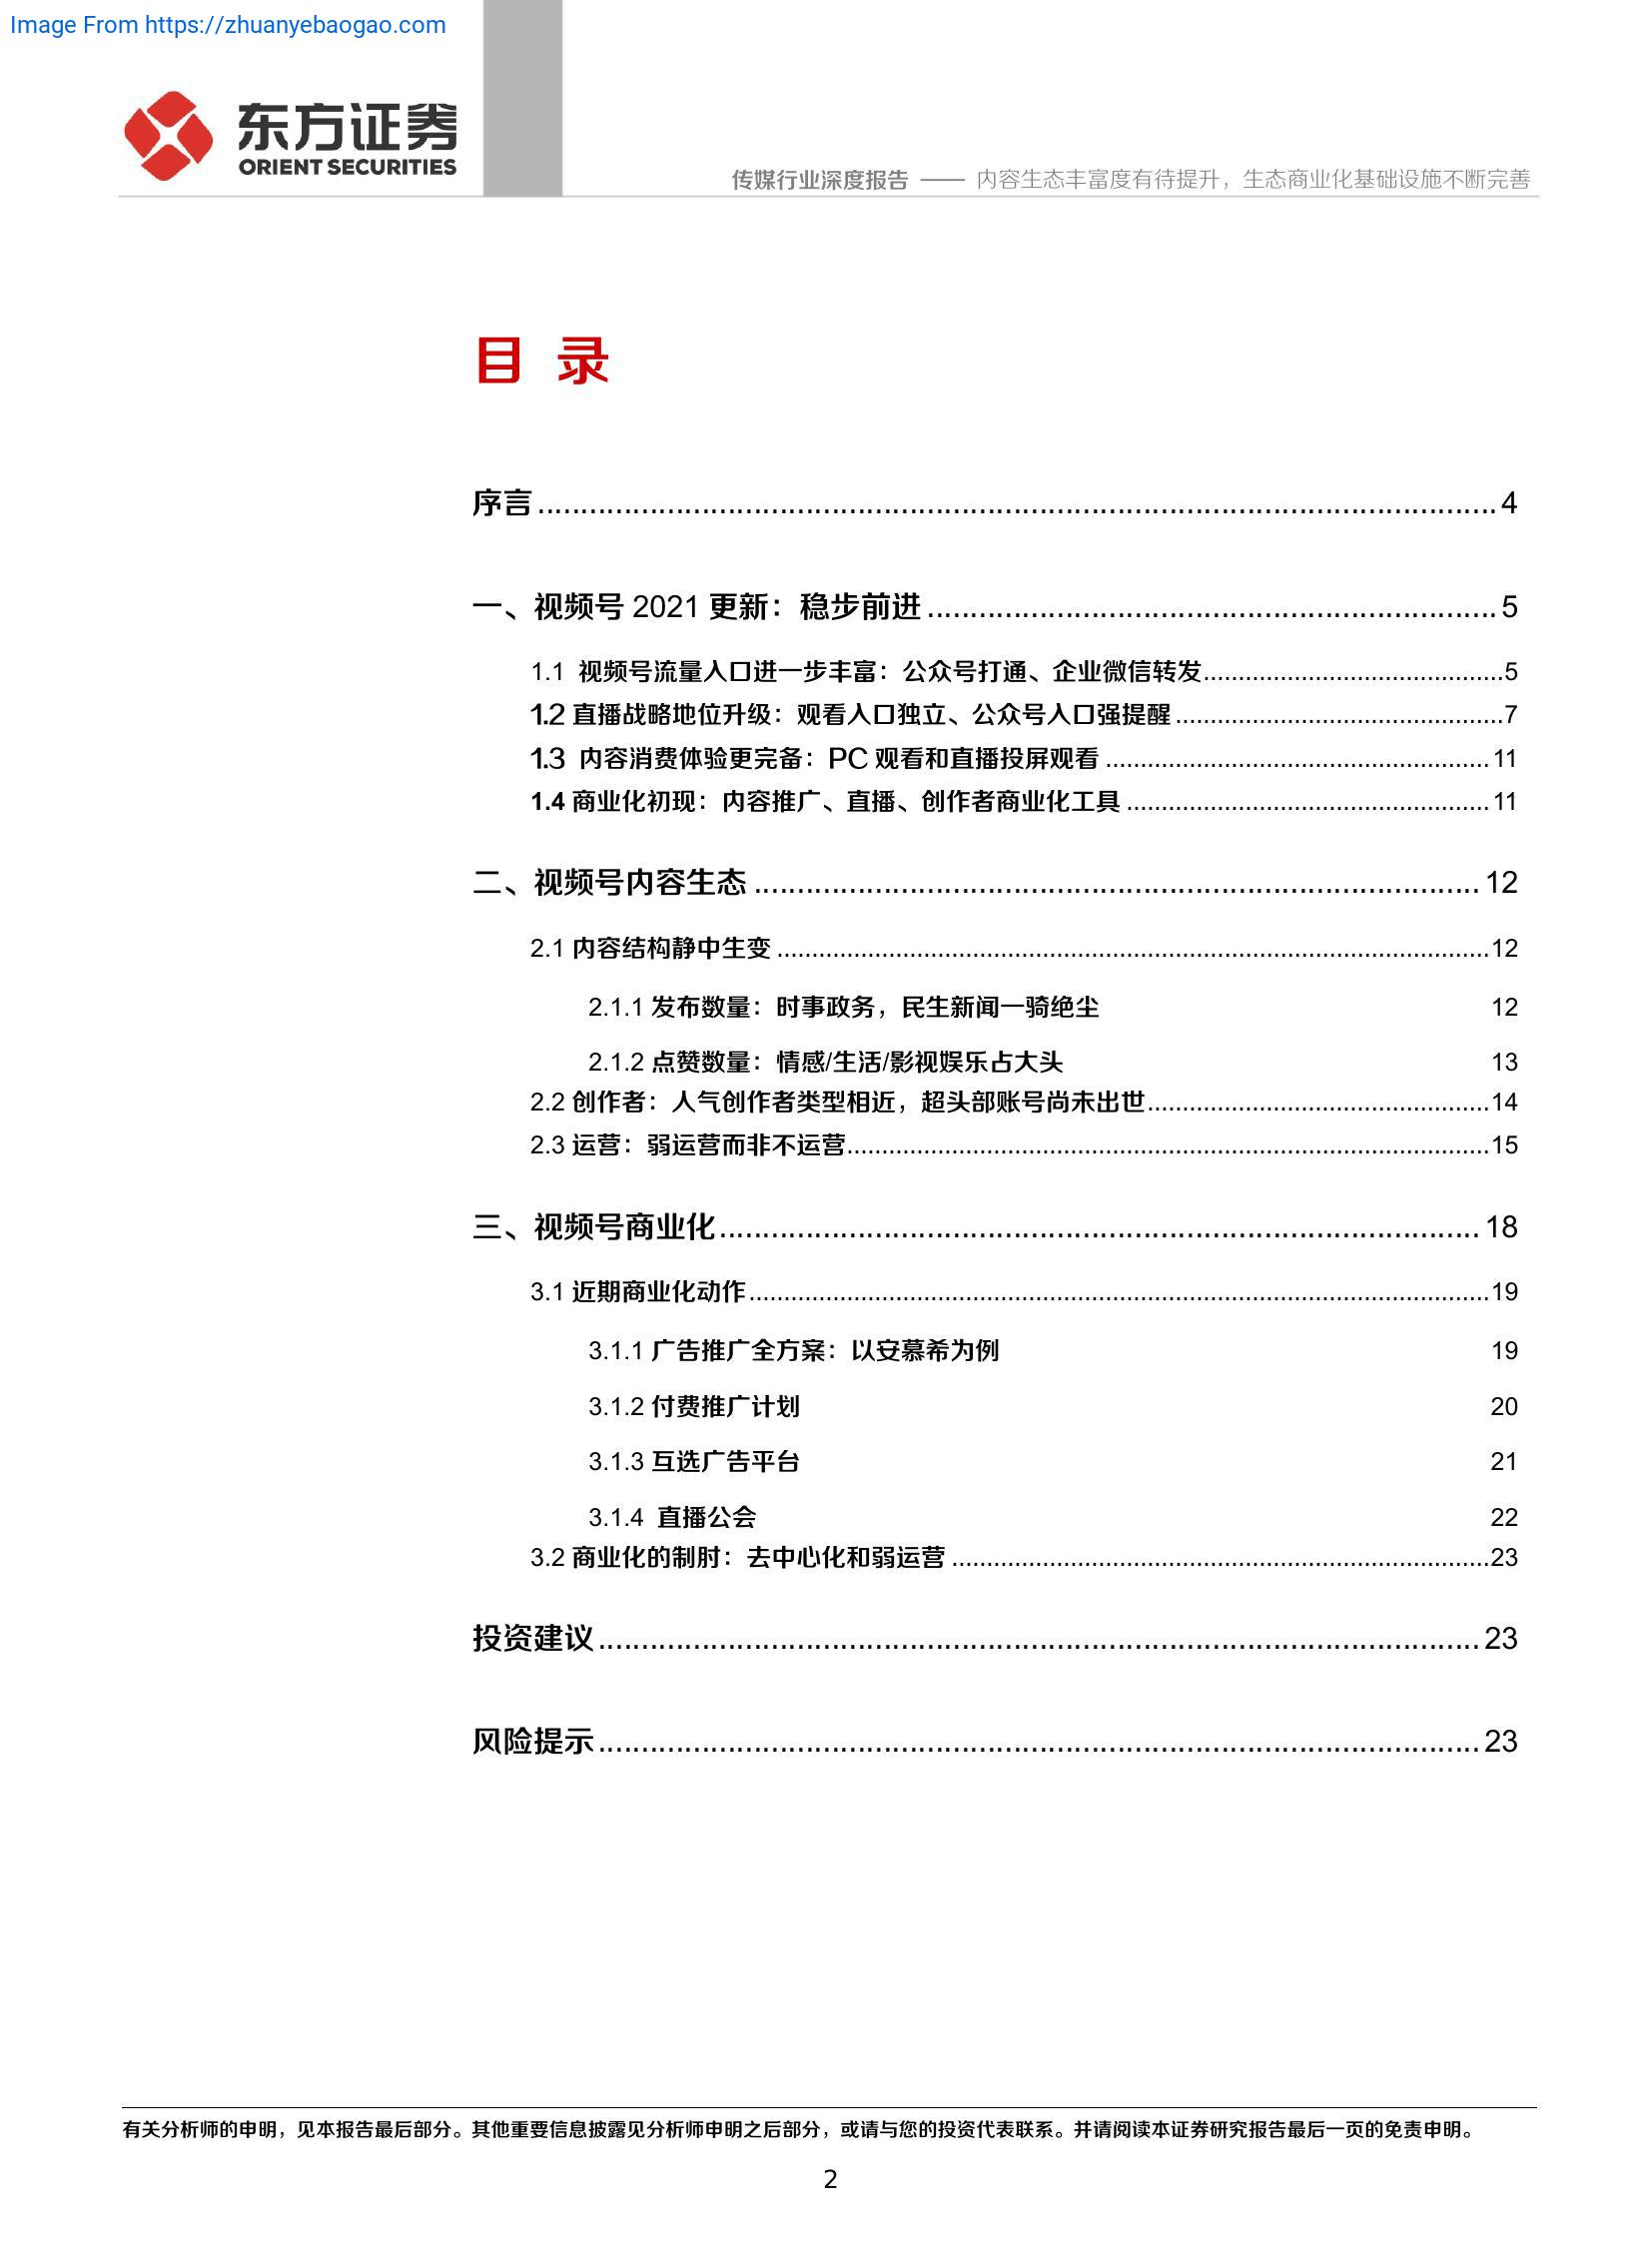 Image From https://zhuanyebaogao.com
东方证券
ORIENT SECURITIES
传媒行业深度报告 —— 内容生态丰富度有待提升，生态商业化基础设施不断完善
目 录
序言 4
一、视频号 2021 更新：稳步前进 5
1.1 视频号流量入口进一步丰富：公众号打通、企业微信转发 5
1.2 直播战略地位升级：观看入口独立、公众号入口强提醒 7
1.3 内容消费体验更完备：PC 观看和直播投屏观看 11
1.4 商业化初现：内容推广、直播、创作者商业化工具 11
二、视频号内容生态 12
2.1 内容结构静中生变 12
2.1.1 发布数量：时事政务，民生新闻一骑绝尘 12
2.1.2 点赞数量：情感/生活/影视娱乐占大头 13
2.2 创作者：人气创作者类型相近，超头部账号尚未出世 14
2.3 运营：弱运营而非不运营 15
三、视频号商业化 18
3.1 近期商业化动作 19
3.1.1 广告推广全方案：以安慕希为例 19
3.1.2 付费推广计划 20
3.1.3 互选广告平台 21
3.1.4 直播公会 22
3.2 商业化的制肘：去中心化和弱运营 23
投资建议 23
风险提示 23
有关分析师的申明，见本报告最后部分。其他重要信息披露见分析师申明之后部分，或请与您的投资代表联系。并请阅读本证券研究报告最后一页的免责申明。
2